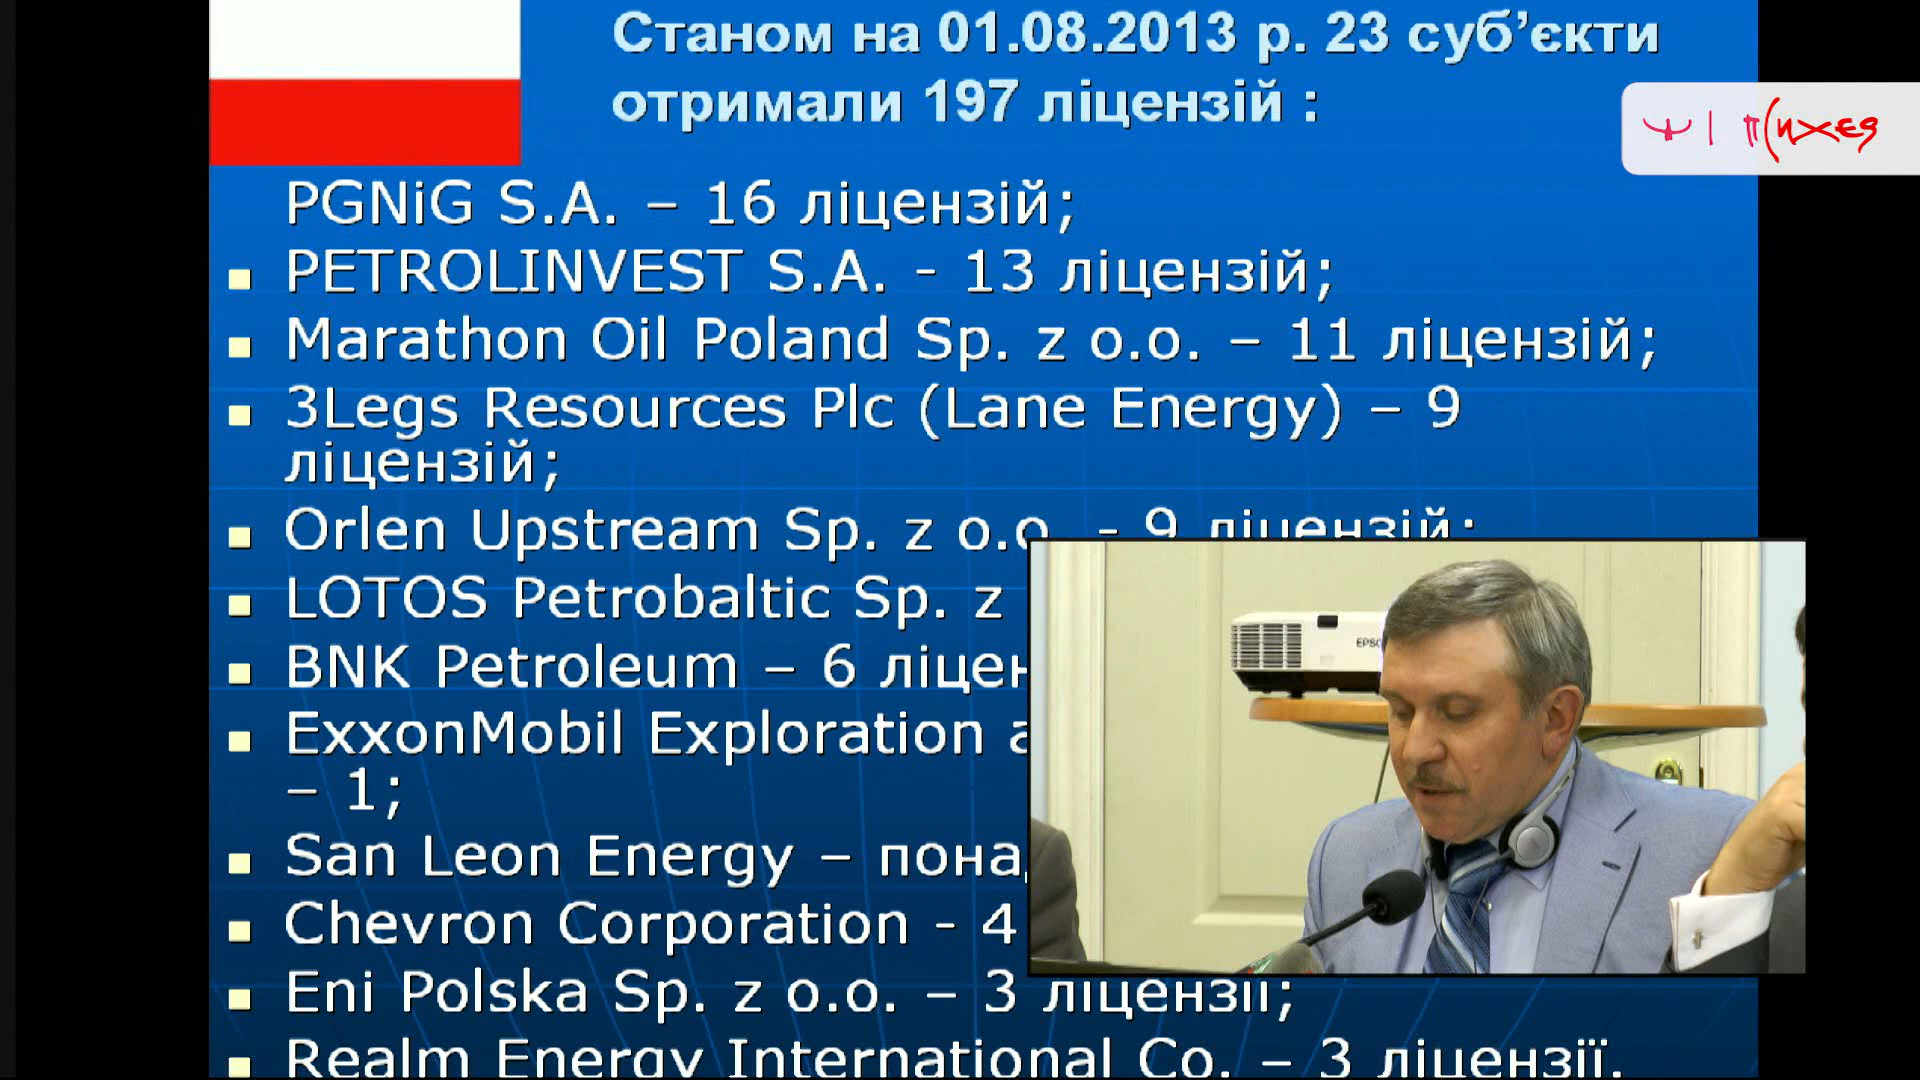 Станом на 01.08.2013 р. 23 суб’єкти
отримали 197 ліцензій :
ПСИХЕЯ
PGNiG S.A. – 16 ліцензій;
PETROLINVEST S.A. - 13 ліцензій;
Marathon Oil Poland Sp. z o.o. – 11 ліцензій;
3Legs Resources Plc (Lane Energy) – 9
ліцензій;
Orlen Upstream Sp. z o.o. - 9 ліцензій;
LOTOS Petrobaltic Sp. z
BNK Petroleum – 6
ExxonMobil Exploration
– 1;
San Leon Energy –
Chevron Corporation - 4
Eni Polska Sp. z o.o. – 3 ліцензії;
Realm Energy International Co. – 3 ліцензії.